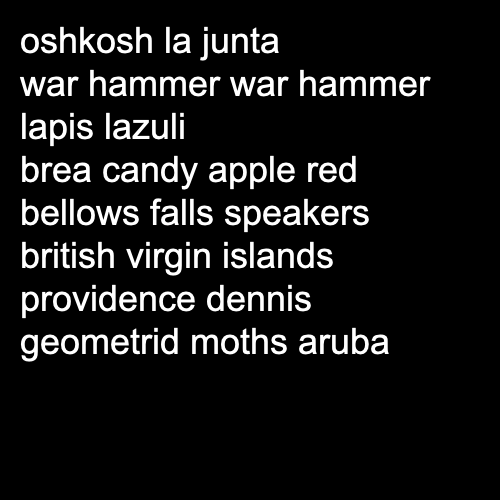 oshkosh la junta
war hammer war hammer
lapis lazuli
brea candy apple red
bellows falls speakers
british virgin islands
providence dennis
geometrid moths aruba